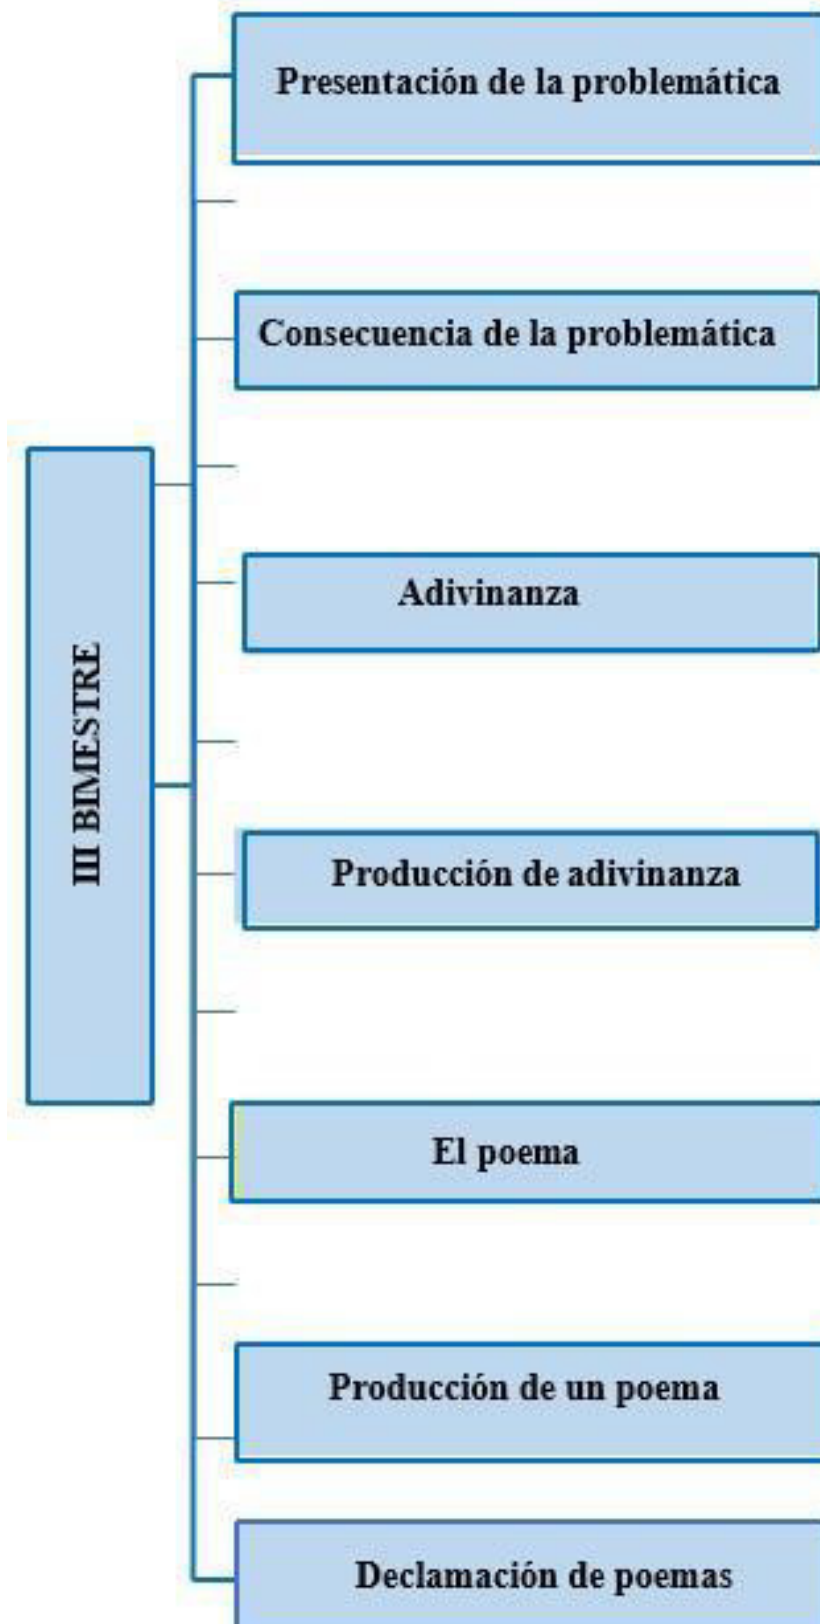 Presentación de la problemática
Consecuencia de la problemática
Adivinanza
III BIMESTRE
Producción de adivinanza
El poema
Producción de un poema
Declamación de poemas